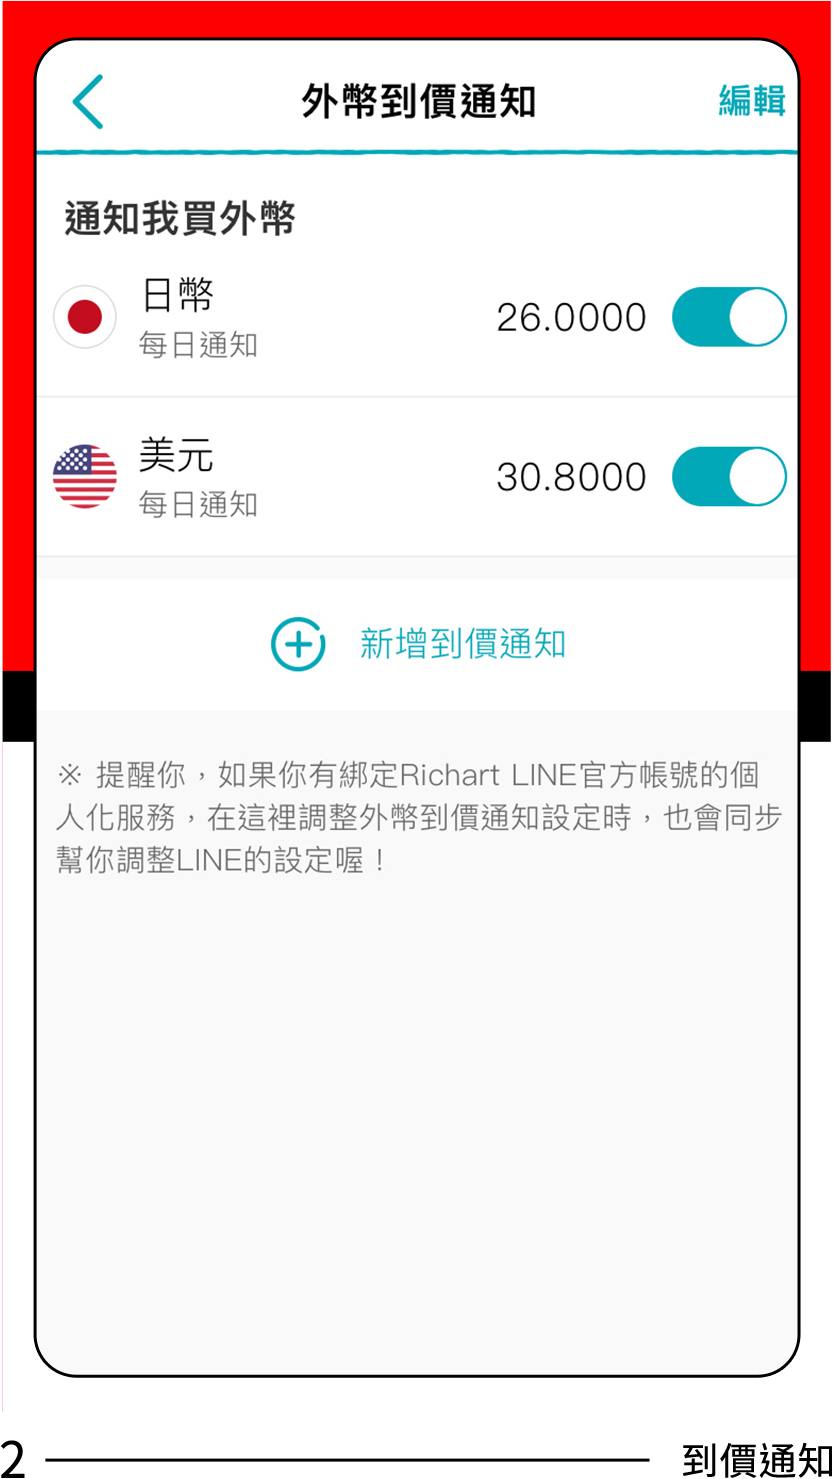 外幣到價通知
編輯
通知我買外幣
日幣
26.0000
每日通知
美元
30.8000
每日通知
新增到價通知
※ 提醒你，如果你有綁定Richart LINE官方帳號的個
人化服務，在這裡調整外幣到價通知設定時，也會同步
幫你調整LINE的設定喔！
2
到價通知